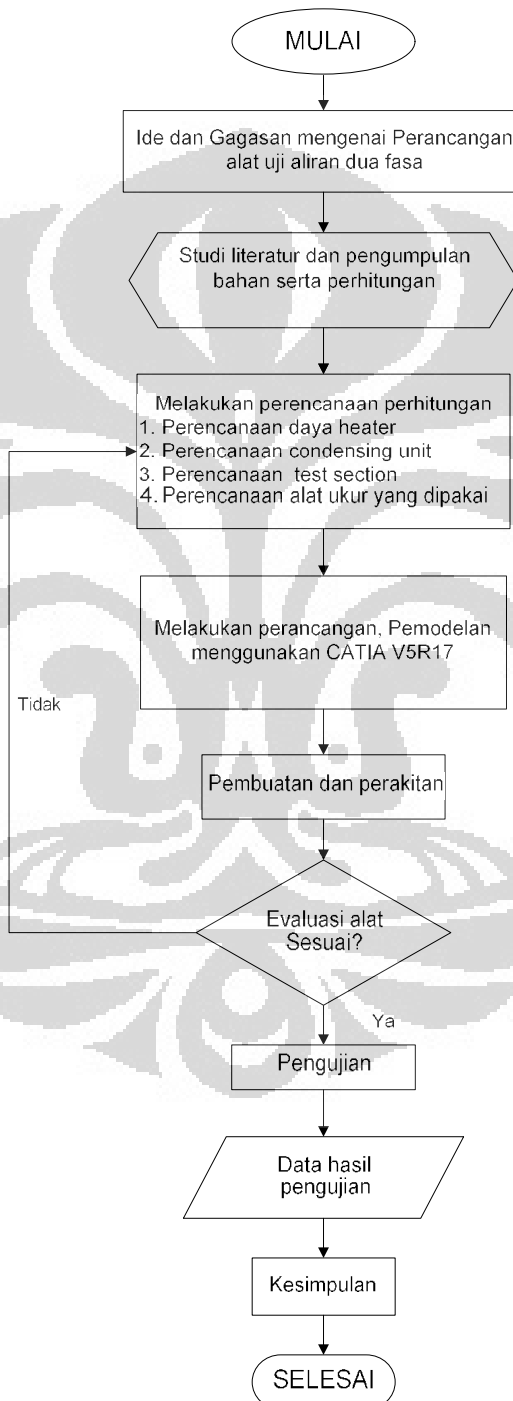 MULAI
Ide dan Gagasan mengenai Perancangan
alat uji aliran dua fasa
Studi literatur dan pengumpulan
bahan serta perhitungan
Melakukan perencanaan perhitungan
1. Perencanaan daya heater
2. Perencanaan condensing unit
3. Perencanaan test section
4. Perencanaan alat ukur yang dipakai
Melakukan perancangan, Pemodelan
menggunakan CATIA V5R17
Tidak
Pembuatan dan perakitan
Evaluasi alat
Sesuai?
Ya
Pengujian
Data hasil
pengujian
Kesimpulan
SELESAI